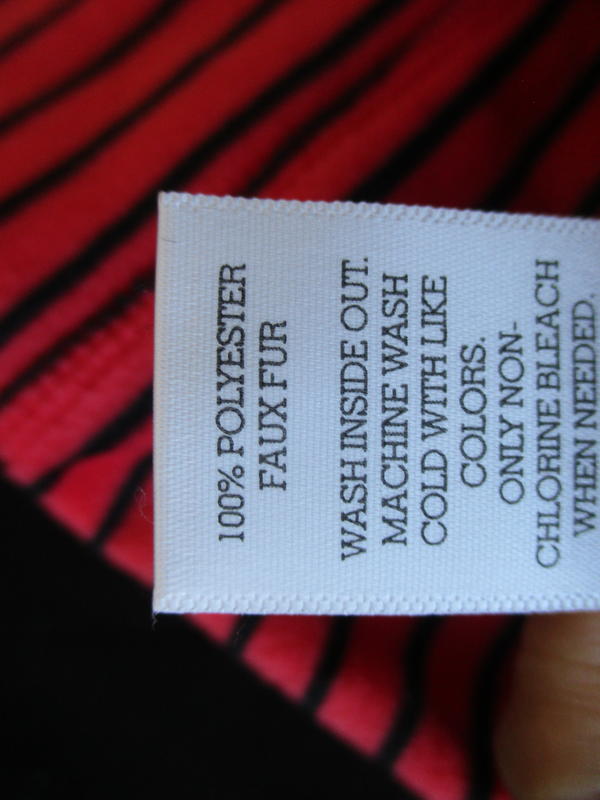 100% POLYESTER
FAUX FUR
WASH INSIDE OUT.
MACHINE WASH
COLD WITH LIKE
COLORS.
ONLY NON-
CHLORINE BLEACH
WHEN NEEDED.